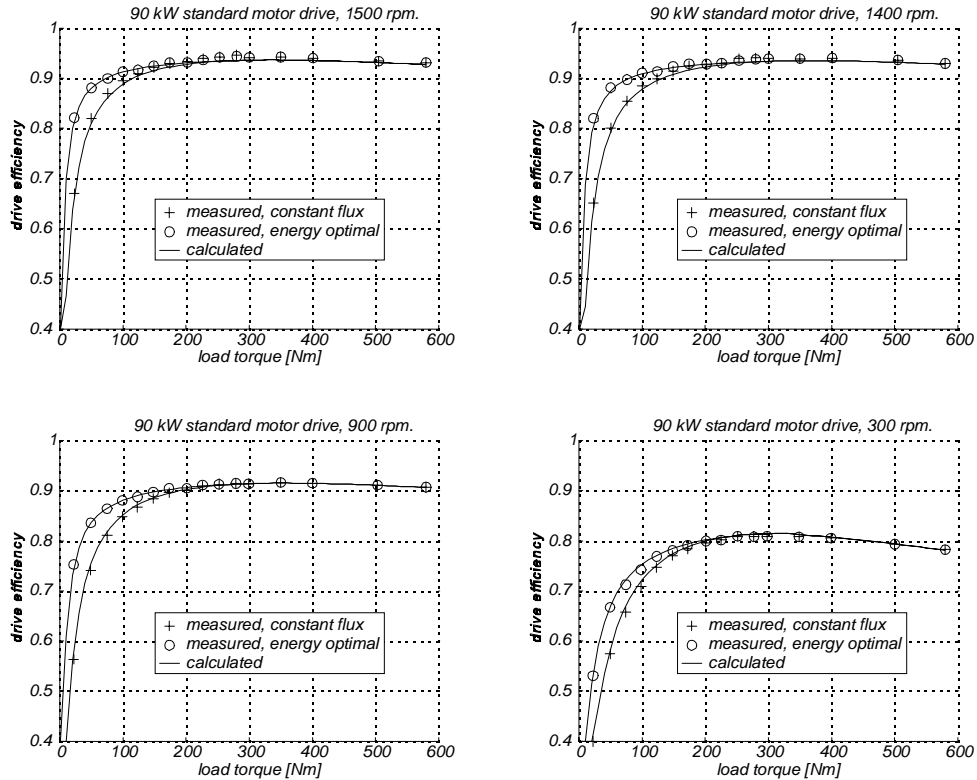 90 kW standard motor drive, 1500 rpm.
1
0.9
0.8
0.7
0.6
0.5
0.4
drive efficiency
measured, constant flux
measured, energy optimal
calculated
0 100 200 300 400 500 600
load torque [Nm]
90 kW standard motor drive, 1400 rpm.
1
0.9
0.8
0.7
0.6
0.5
0.4
drive efficiency
measured, constant flux
measured, energy optimal
calculated
0 100 200 300 400 500 600
load torque [Nm]
90 kW standard motor drive, 900 rpm.
1
0.9
0.8
0.7
0.6
0.5
0.4
drive efficiency
measured, constant flux
measured, energy optimal
calculated
0 100 200 300 400 500 600
load torque [Nm]
90 kW standard motor drive, 300 rpm.
1
0.9
0.8
0.7
0.6
0.5
0.4
drive efficiency
measured, constant flux
measured, energy optimal
calculated
0 100 200 300 400 500 600
load torque [Nm]